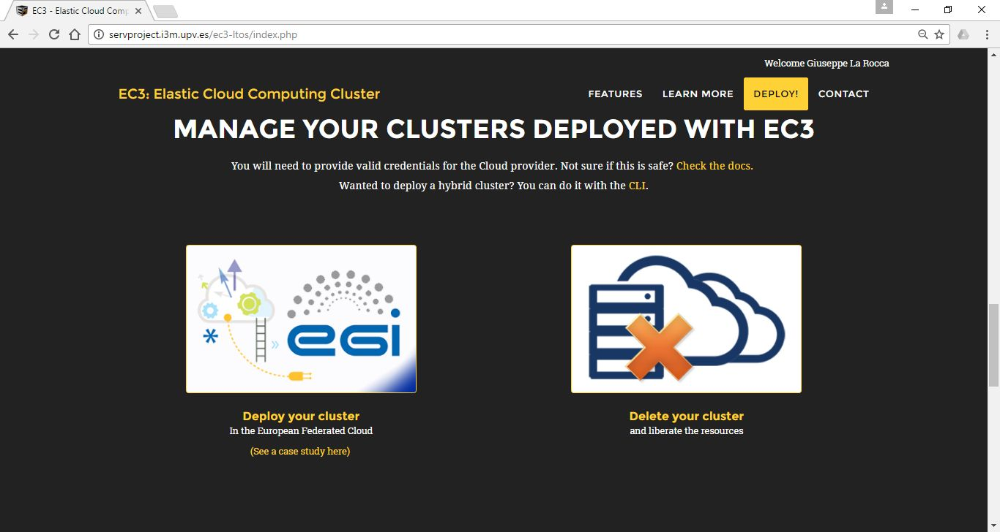 EC3 - Elastic Cloud Comp
servproject.i3m.upv.es/ec3-ltos/index.php
Welcome Giuseppe La Rocca
EC3: Elastic Cloud Computing Cluster
FEATURES LEARN MORE DEPLOY! CONTACT
MANAGE YOUR CLUSTERS DEPLOYED WITH EC3
You will need to provide valid credentials for the Cloud provider. Not sure if this is safe? Check the docs.
Wanted to deploy a hybrid cluster? You can do it with the CLI.
egi
Deploy your cluster
In the European Federated Cloud
(See a case study here)
Delete your cluster
and liberate the resources